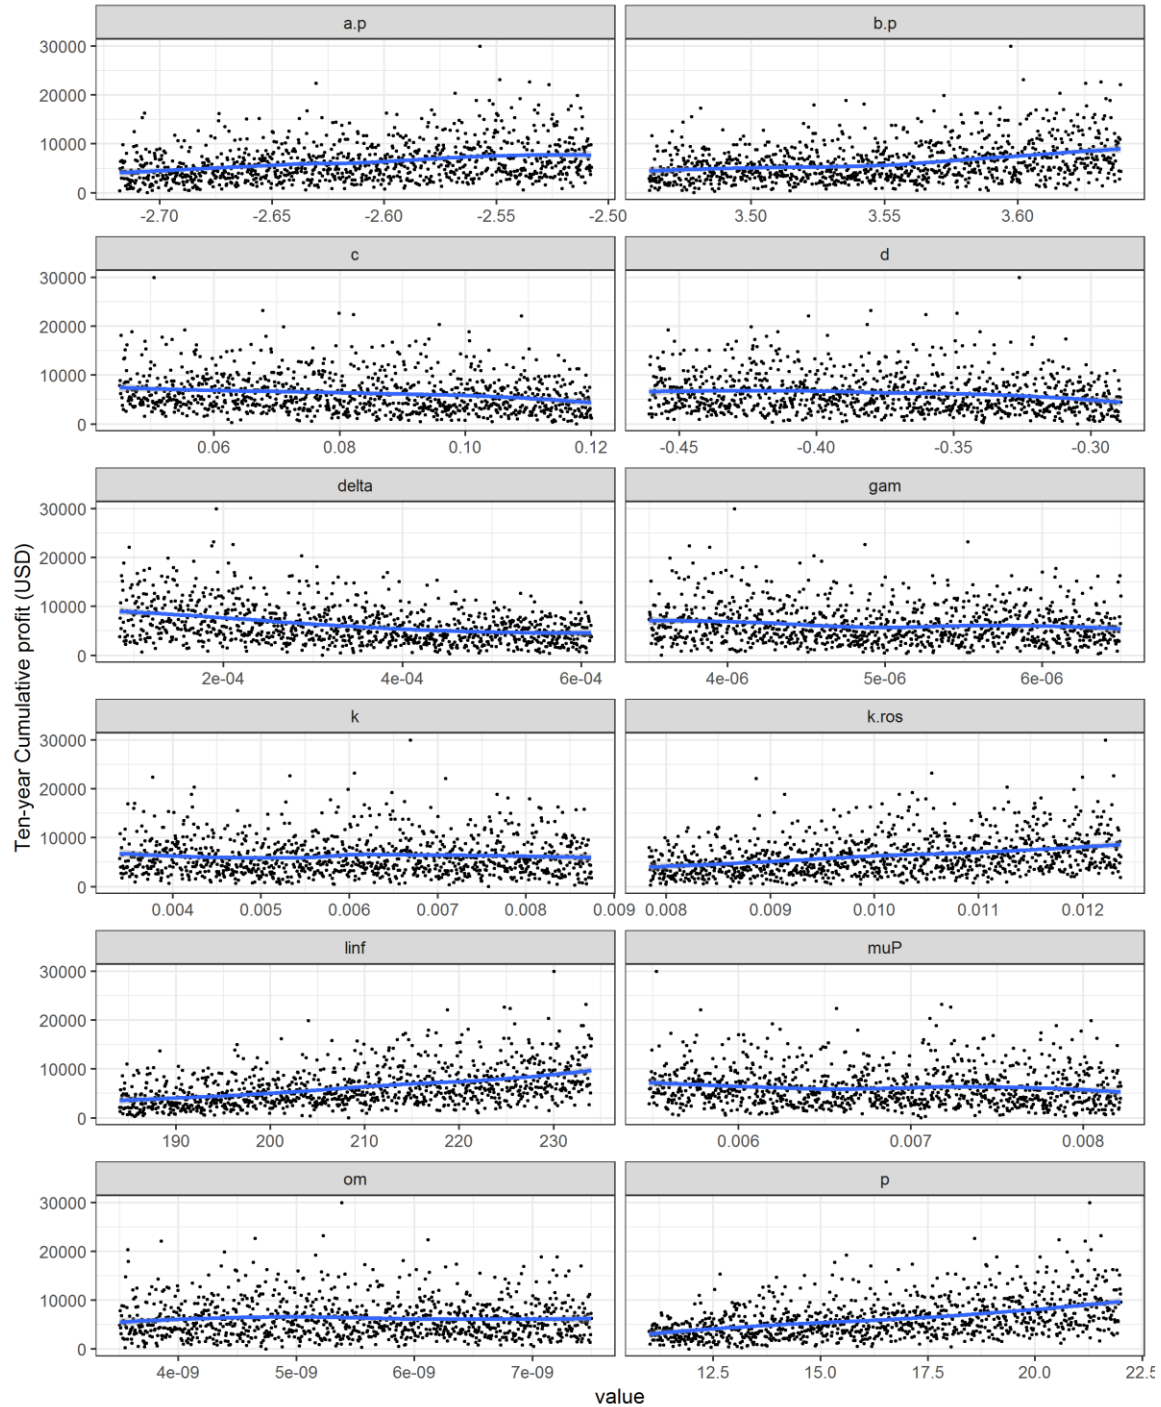 a.p b.p
30000
20000
10000
0
-2.70 -2.65 -2.60 -2.55 -2.50 3.50 3.55 3.60
c d
30000
20000
10000
0
0.06 0.08 0.10 0.12 -0.45 -0.40 -0.35 -0.30
delta gam
30000
20000
10000
0
2e-04 4e-04 6e-04 4e-06 5e-06 6e-06
Ten-year Cumulative profit (USD)
k k.ros
30000
20000
10000
0
0.004 0.005 0.006 0.007 0.008 0.009 0.008 0.009 0.010 0.011 0.012
linf muP
30000
20000
10000
0
190 200 210 220 230 0.006 0.007 0.008
om p
30000
20000
10000
0
4e-09 5e-09 6e-09 7e-09 12.5 15.0 17.5 20.0 22.5
value